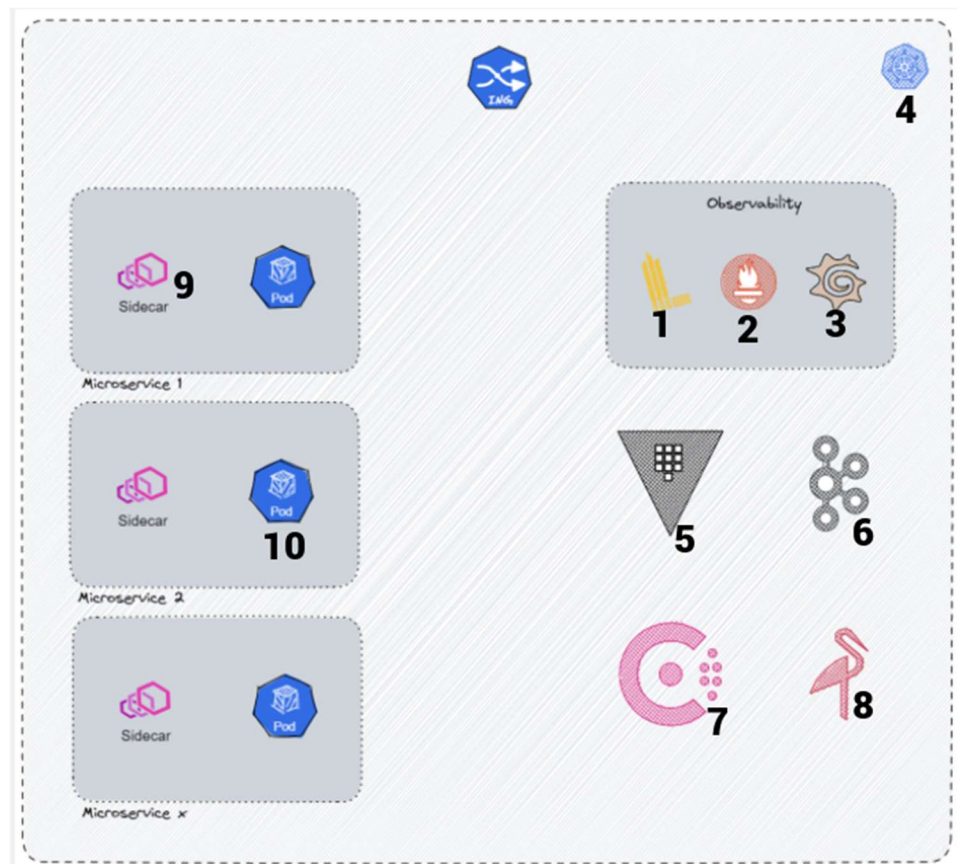 ING
4
Observability
9
Sidecar
Pod
1
2
3
Microservice 1
Sidecar
Pod
10
5
6
Microservice 2
Sidecar
Pod
7
8
Microservice x